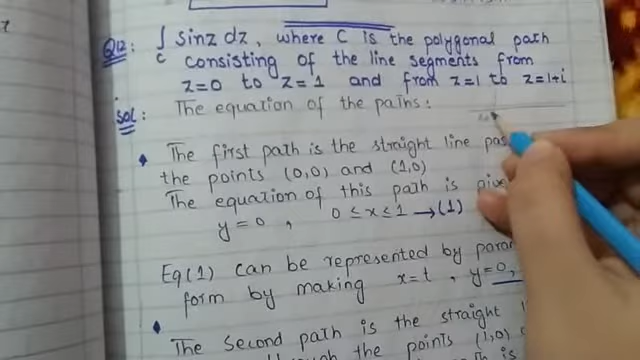 Q12: ∫ sinz dz, where C is the polygonal path
C consisting of the line segments from
z=0 to z=1 and from z=1 to z=1+i
Sol: The equation of the paths:
The first path is the straight line
the points (0,0) and (1,0)
The equation of this path is
y=0, 0≤x≤1 →(1)
Eq(1) can be represented by
form by making x=t, y=0,
The second path is the straight
the points (1,0)